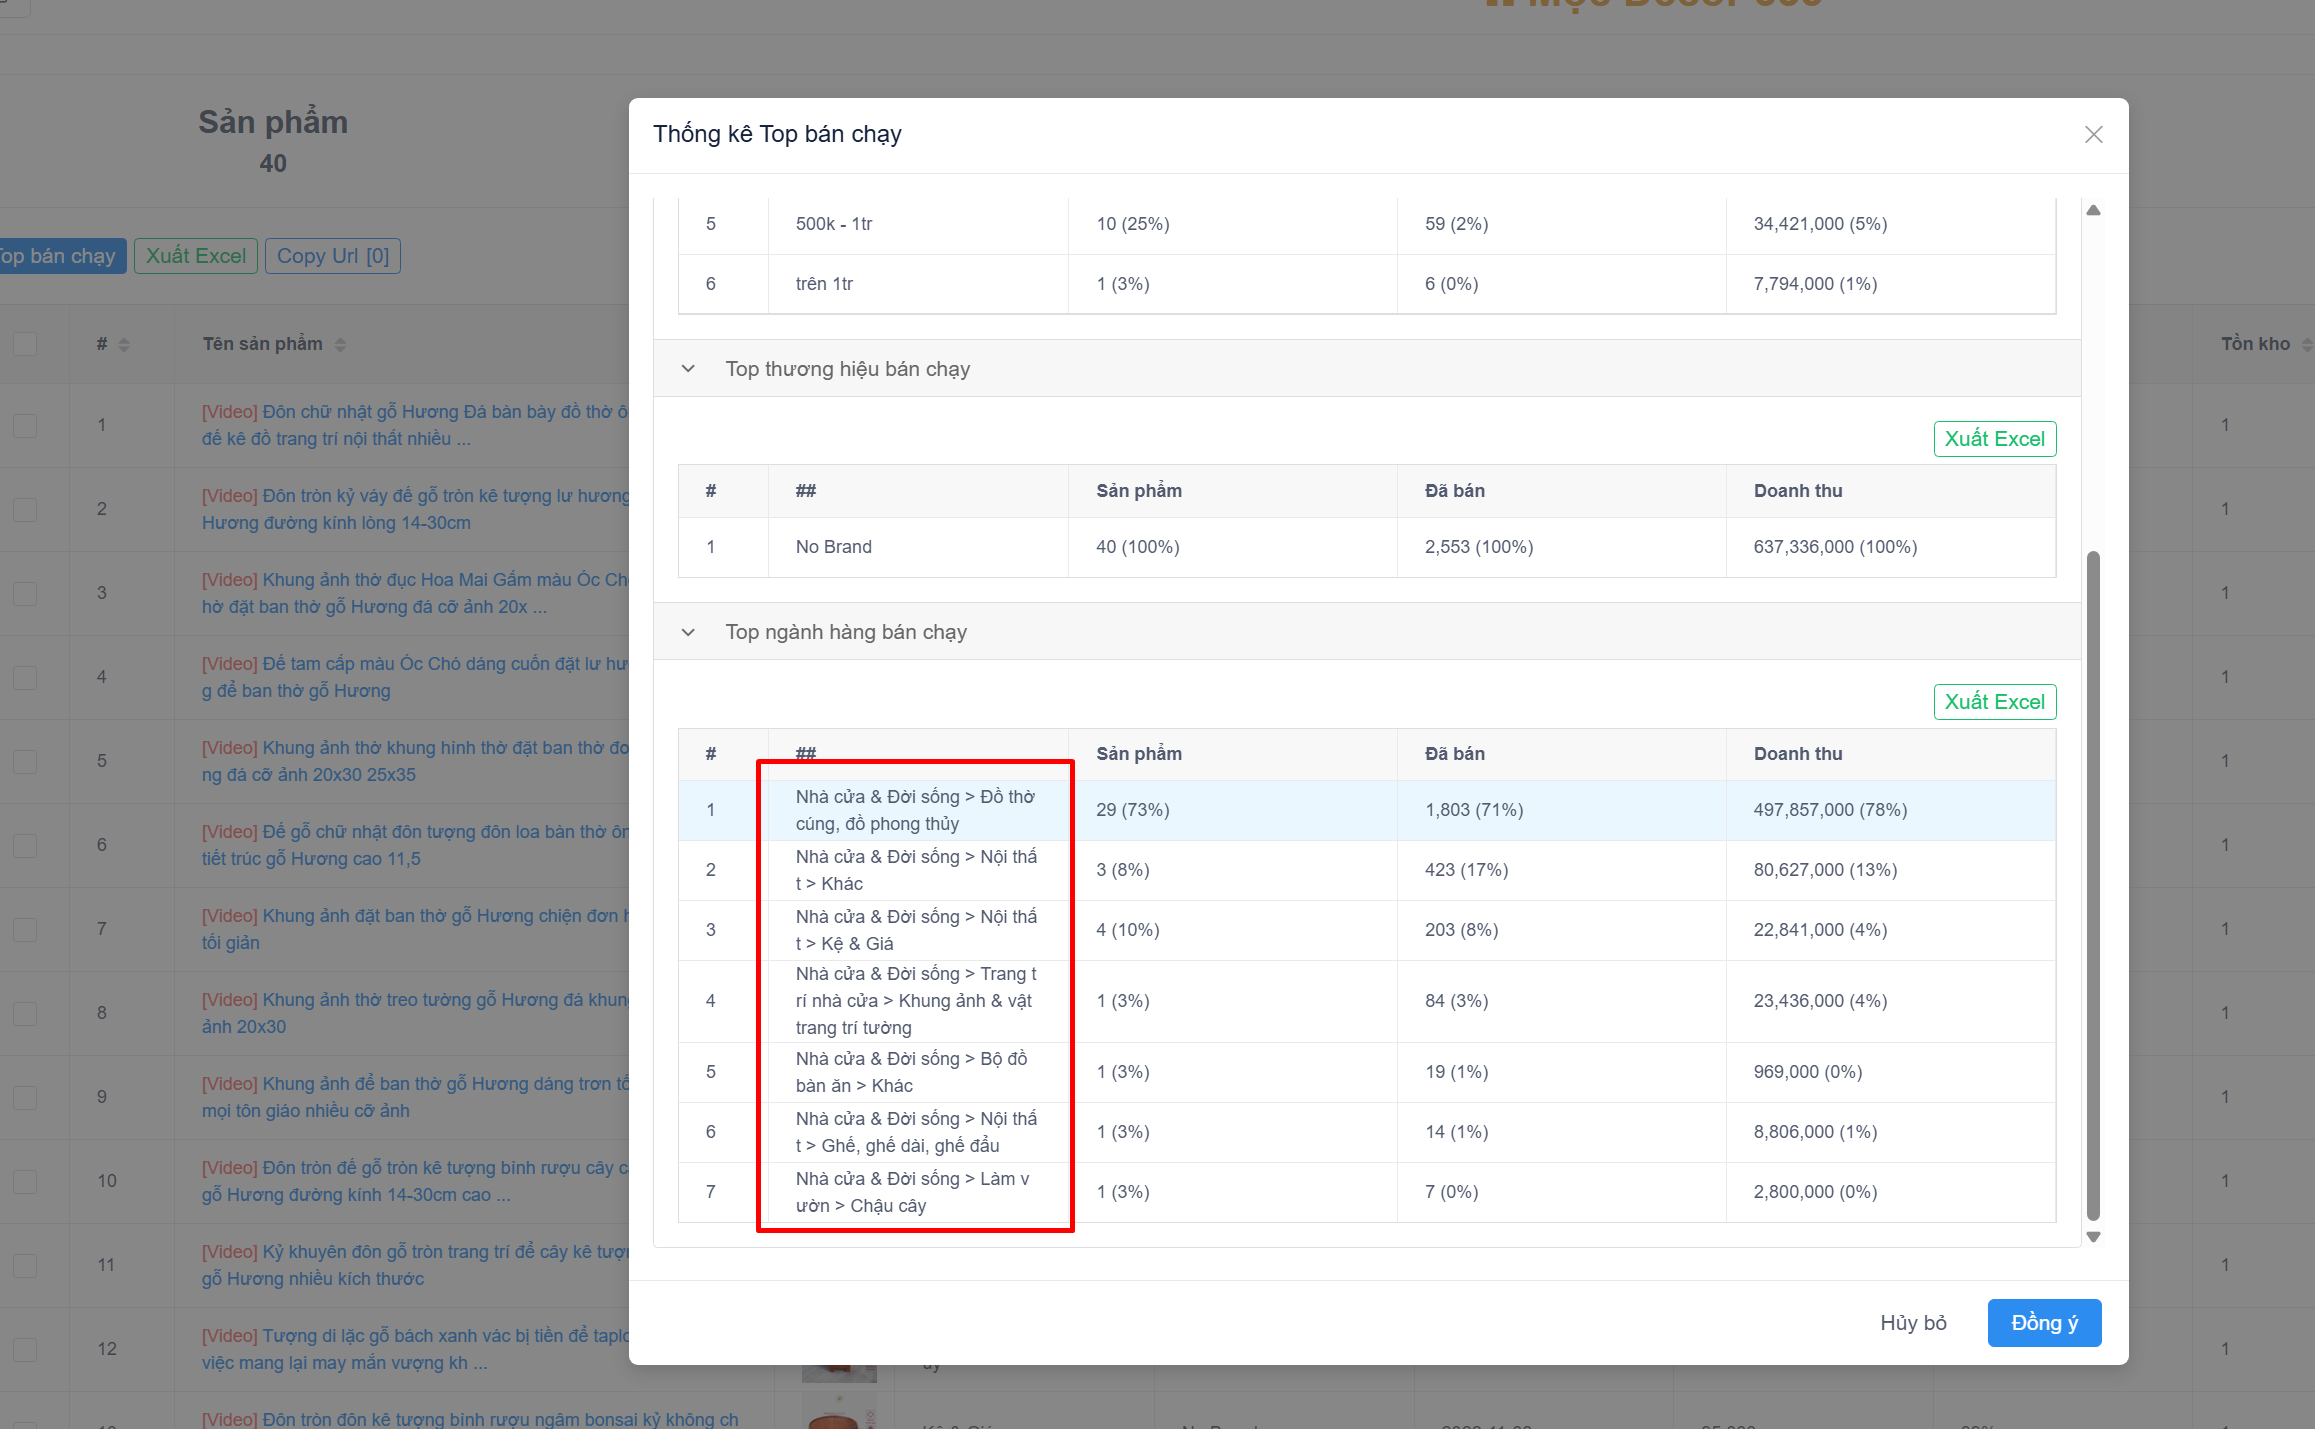 Sản phẩm
40
Top bán chạy
Xuất Excel
Copy Url [0]
#
Tên sản phẩm
Tồn kho
1
[Video] Đôn chữ nhật gỗ Hương Đá bàn bày đồ thờ
để kê đồ trang trí nội thất nhiều ...
1
2
[Video] Đôn tròn kỷ váy đế gỗ tròn kê tượng lư hương
Hương đường kính lòng 14-30cm
1
3
[Video] Khung ảnh thờ đục Hoa Mai Gấm màu Óc
hờ đặt ban thờ gỗ Hương đá cỡ ảnh 20x ...
1
4
[Video] Đế tam cấp màu Óc Chó dáng cuốn đặt lư
g để ban thờ gỗ Hương
1
5
[Video] Khung ảnh thờ khung hình thờ đặt ban thờ
ng đá cỡ ảnh 20x30 25x35
1
6
[Video] Đế gỗ chữ nhật đôn tượng đôn loa bàn thờ
tiết trúc gỗ Hương cao 11,5
1
7
[Video] Khung ảnh đặt ban thờ gỗ Hương chiện đơn
tối giản
1
8
[Video] Khung ảnh thờ treo tường gỗ Hương đá
ảnh 20x30
1
9
[Video] Khung ảnh để ban thờ gỗ Hương dáng trơn
mọi tôn giáo nhiều cỡ ảnh
1
10
[Video] Đôn tròn đế gỗ tròn kê tượng bình rượu cây
gỗ Hương đường kính 14-30cm cao ...
1
11
[Video] Kỷ khuyên đôn gỗ tròn trang trí để cây kê
gỗ Hương nhiều kích thước
1
12
[Video] Tượng di lặc gỗ bách xanh vác bị tiền để
việc mang lại may mắn vượng kh ...
1
[Video] Đôn tròn đôn kê tượng bình rượu ngâm bonsai kỷ không ch
Thống kê Top bán chạy
5
500k - 1tr
10 (25%)
59 (2%)
34,421,000 (5%)
6
trên 1tr
1 (3%)
6 (0%)
7,794,000 (1%)
Top thương hiệu bán chạy
Xuất Excel
#
##
Sản phẩm
Đã bán
Doanh thu
1
No Brand
40 (100%)
2,553 (100%)
637,336,000 (100%)
Top ngành hàng bán chạy
Xuất Excel
#
##
Sản phẩm
Đã bán
Doanh thu
1
Nhà cửa & Đời sống > Đồ thờ
cúng, đồ phong thủy
29 (73%)
1,803 (71%)
497,857,000 (78%)
2
Nhà cửa & Đời sống > Nội thấ
t > Khác
3 (8%)
423 (17%)
80,627,000 (13%)
3
Nhà cửa & Đời sống > Nội thấ
t > Kệ & Giá
4 (10%)
203 (8%)
22,841,000 (4%)
4
Nhà cửa & Đời sống > Trang t
rí nhà cửa > Khung ảnh & vật
trang trí tường
1 (3%)
84 (3%)
23,436,000 (4%)
5
Nhà cửa & Đời sống > Bộ đồ
bàn ăn > Khác
1 (3%)
19 (1%)
969,000 (0%)
6
Nhà cửa & Đời sống > Nội thấ
t > Ghế, ghế dài, ghế đẩu
1 (3%)
14 (1%)
8,806,000 (1%)
7
Nhà cửa & Đời sống > Làm v
ườn > Chậu cây
1 (3%)
7 (0%)
2,800,000 (0%)
Hủy bỏ
Đồng ý